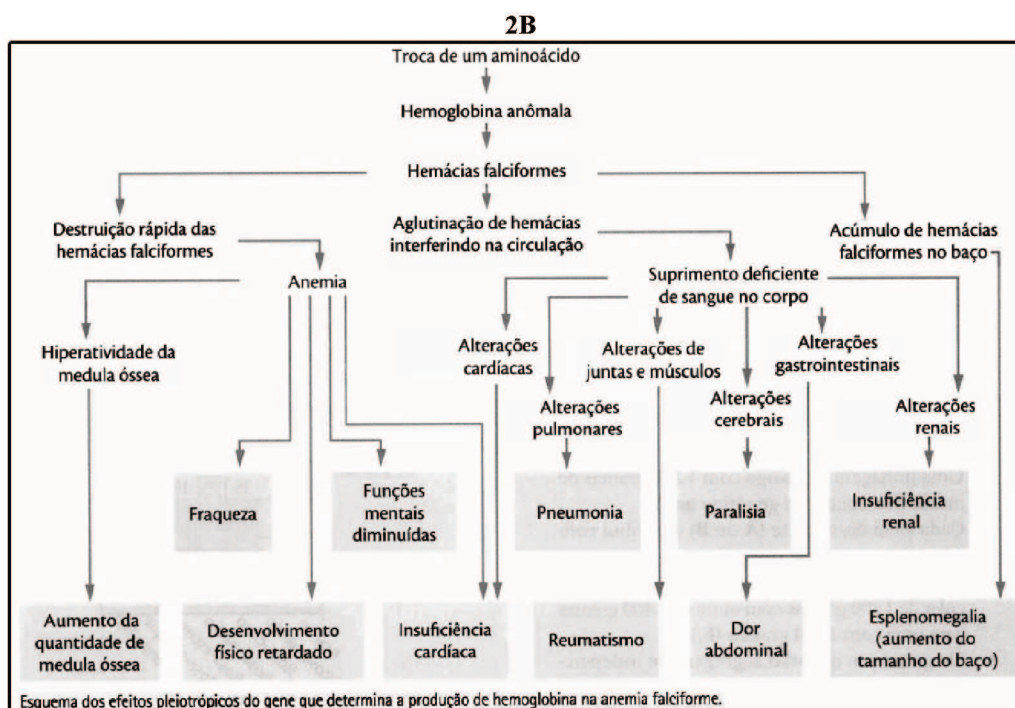 2B
Troca de um aminoácido
Hemoglobina anômala
Hemácias falciformes
Destruição rápida das
hemácias falciformes
Aglutinação de hemácias
interferindo na circulação
Acúmulo de hemácias
falciformes no baço
Anemia
Suprimento deficiente
de sangue no corpo
Hiperatividade da
medula óssea
Alterações
cardíacas
Alterações de
juntas e músculos
Alterações
gastrointestinais
Alterações
pulmonares
Alterações
cerebrais
Alterações
renais
Fraqueza
Funções
mentais
diminuídas
Pneumonia
Paralisia
Insuficiência
renal
Aumento da
quantidade de
medula óssea
Desenvolvimento
físico retardado
Insuficiência
cardíaca
Reumatismo
Dor
abdominal
Esplenomegalia
(aumento do
tamanho do baço)
Esquema dos efeitos pleiotrópicos do gene que determina a produção de hemoglobina na anemia falciforme.